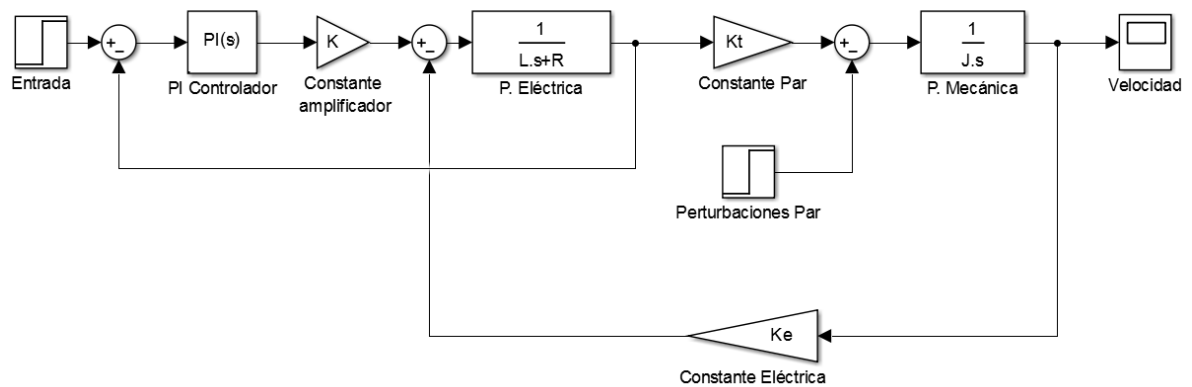 Entrada
+
−
PI(s)
PI Controlador
K
Constante
amplificador
+
−
1
L.s+R
P. Eléctrica
Kt
Constante Par
+
−
1
J.s
P. Mecánica
Velocidad
Perturbaciones Par
Ke
Constante Eléctrica